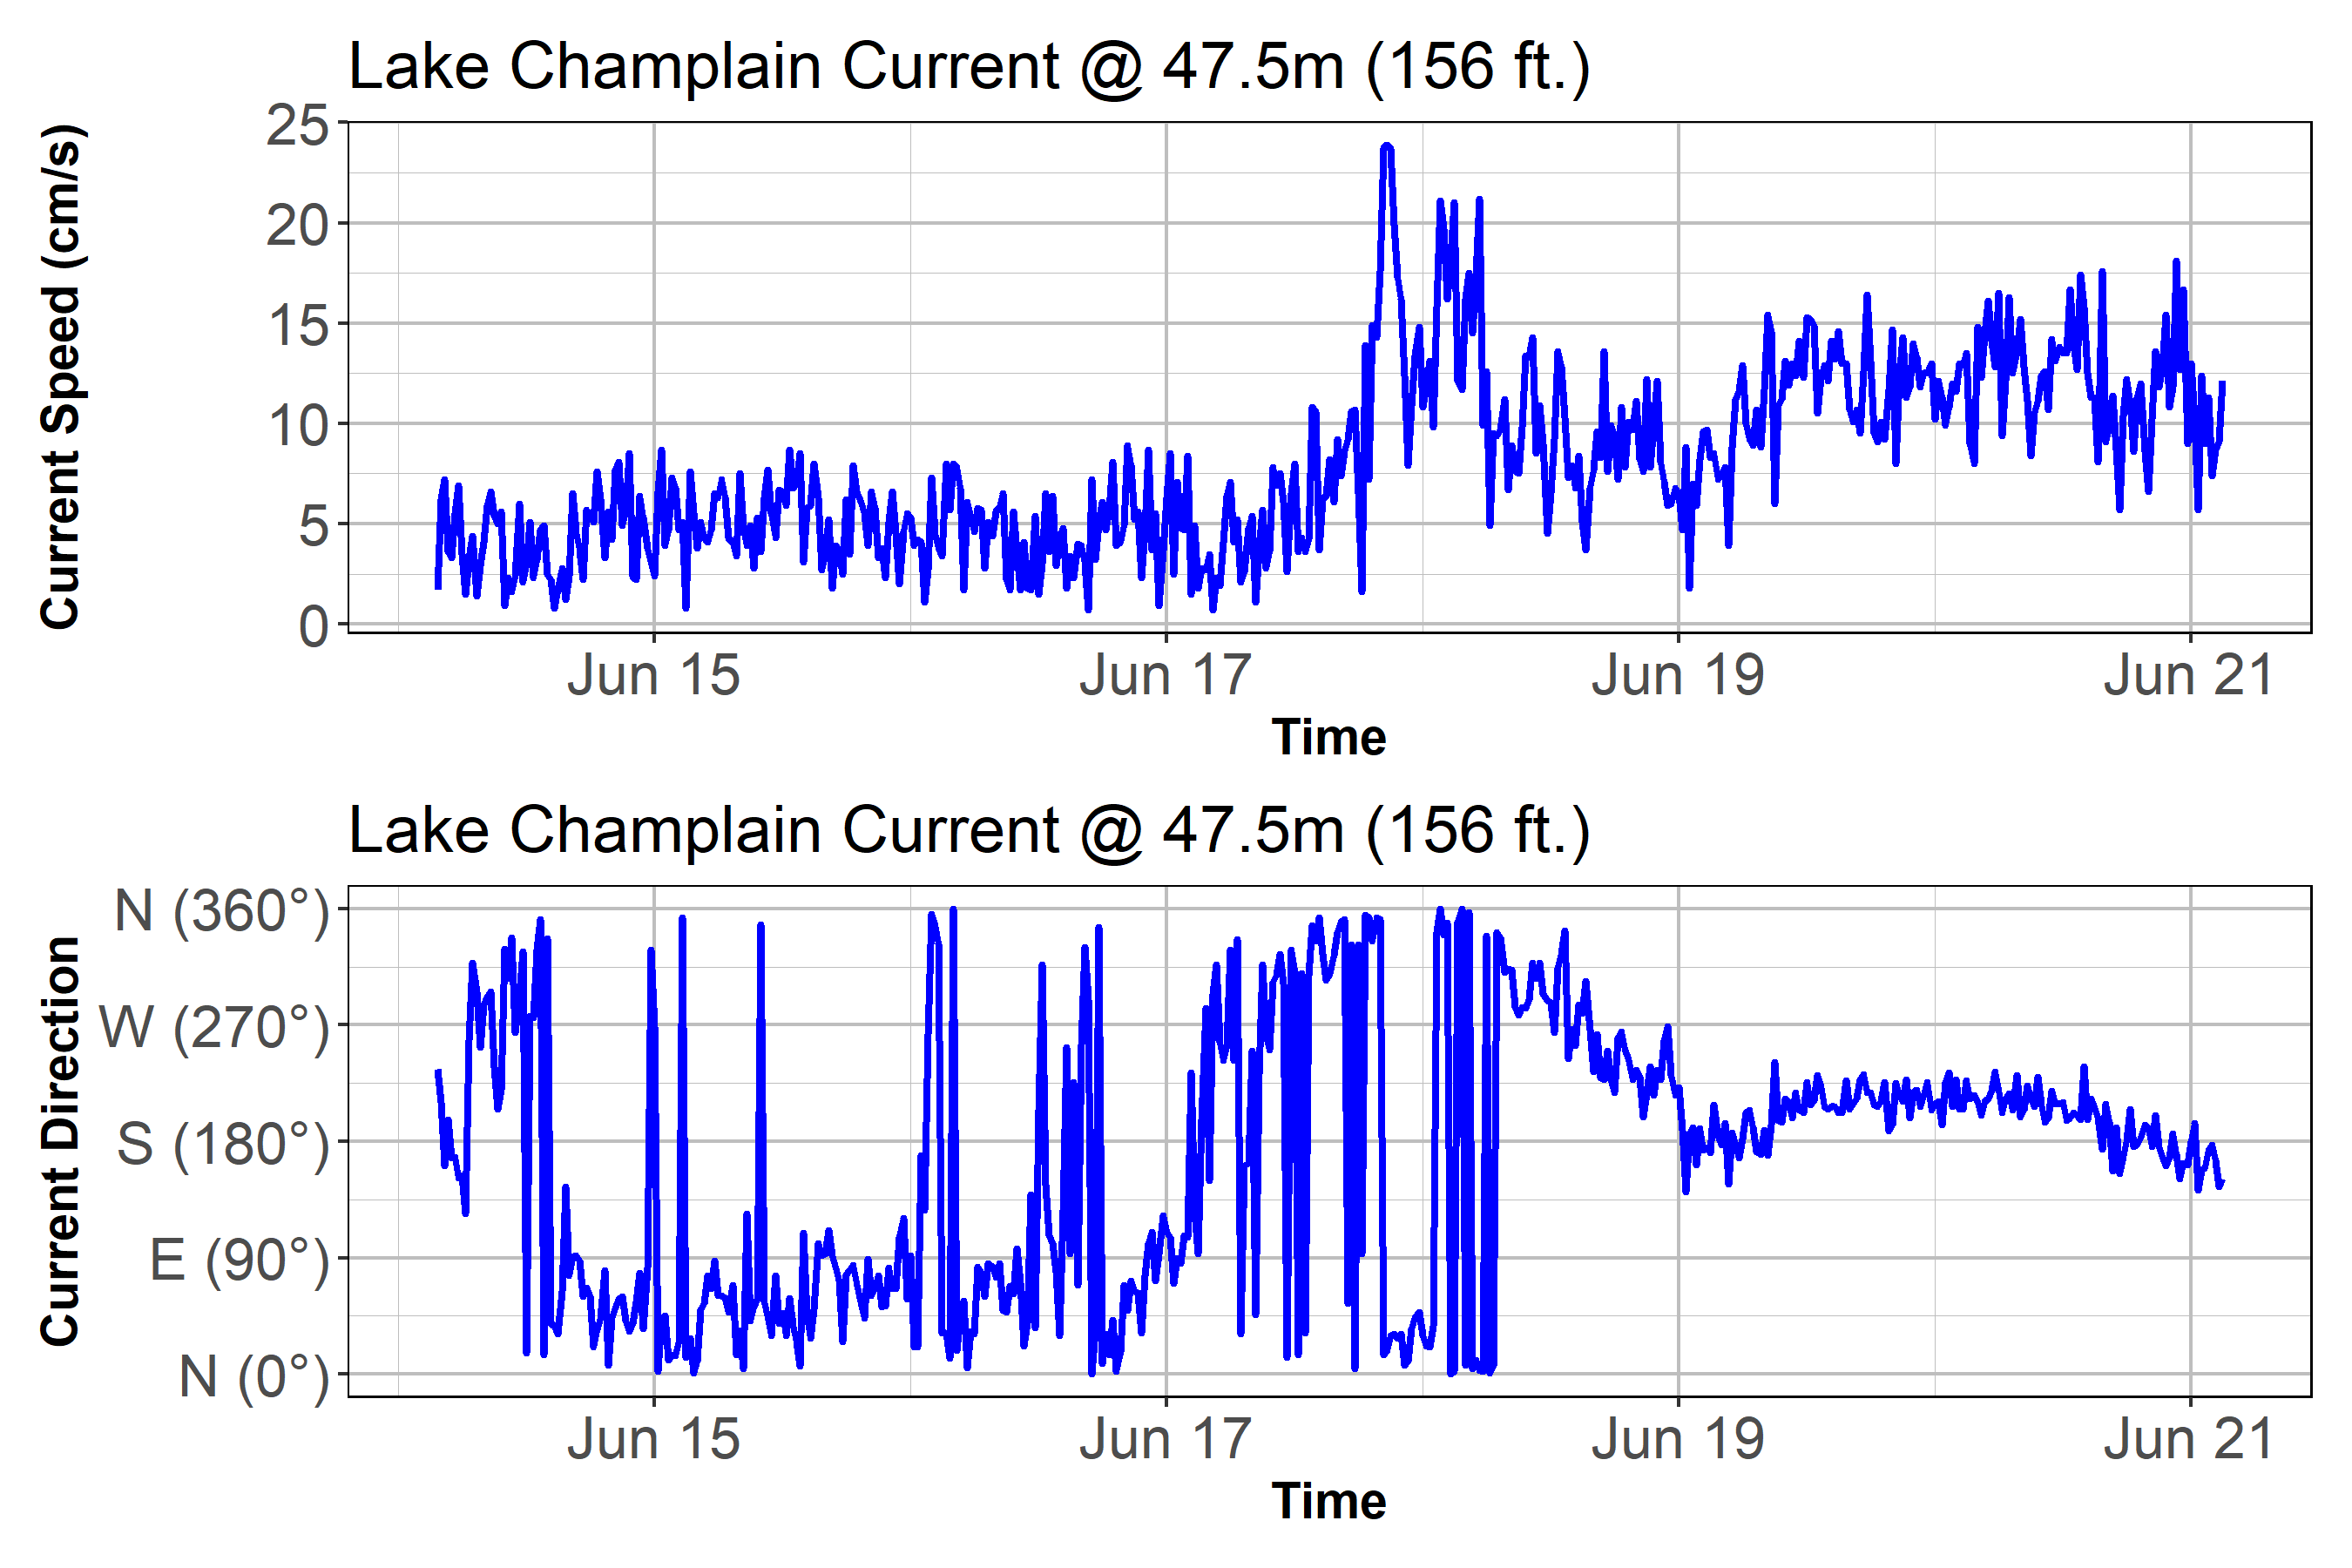 Lake Champlain Current @ 47.5m (156 ft.)
Current Speed (cm/s)
25
20
15
10
5
0
Jun 15 Jun 17 Jun 19 Jun 21
Time
Lake Champlain Current @ 47.5m (156 ft.)
Current Direction
N (360°)
W (270°)
S (180°)
E (90°)
N (0°)
Jun 15 Jun 17 Jun 19 Jun 21
Time